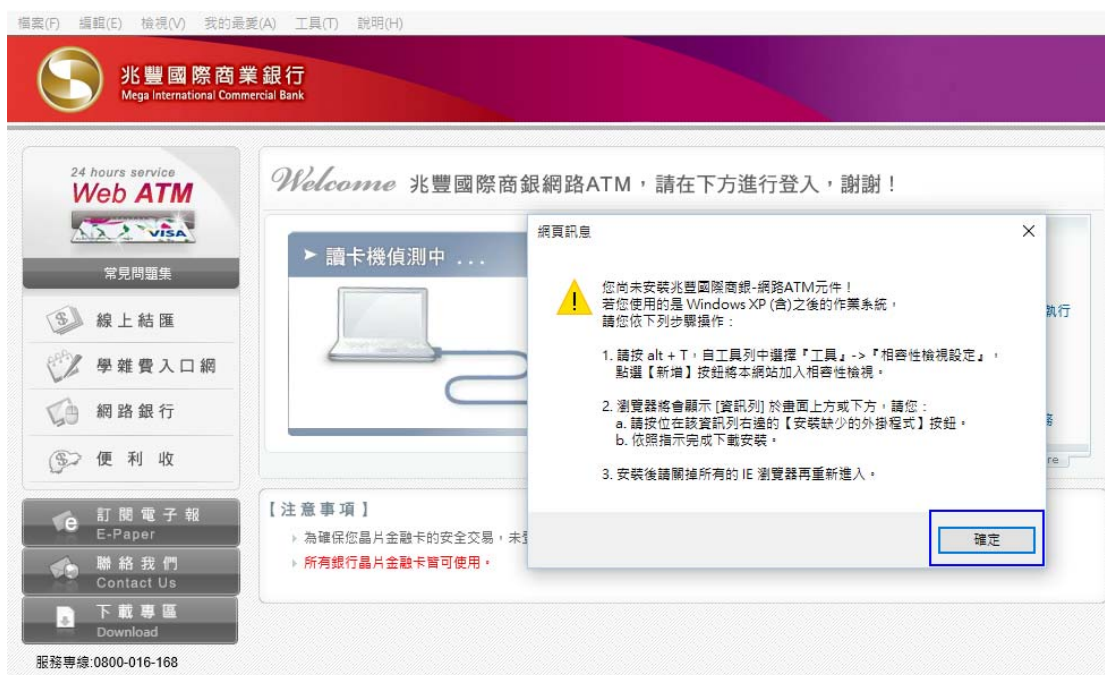 檔案(F) 編輯(E) 檢視(V) 我的最愛(A) 工具(T) 說明(H)
兆豐國際商業銀行
Mega International Commercial Bank
24 hours service
Web ATM
VISA
常見問題集
線上結匯
學雜費入口網
網路銀行
便利收
訂閱電子報
E-Paper
聯絡我們
Contact Us
下載專區
Download
服務專線:0800-016-168
Welcome 兆豐國際商銀網路ATM,請在下方進行登入,謝謝!
讀卡機偵測中 ...
執行
網頁訊息
您尚未安裝兆豐國際商銀-網路ATM元件!
若您使用的是 Windows XP (含)之後的作業系統,
請您依下列步驟操作:
1. 請按 alt + T,自工具列中選擇『工具』->『相容性檢視設定』,
點選【新增】按鈕將本網站加入相容性檢視。
2. 瀏覽器將會顯示 [資訊列] 於畫面上方或下方,請您:
a. 請按位在該資訊列右邊的【安裝缺少的外掛程式】按鈕。
b. 依照指示完成下載安裝。
3. 安裝後請關掉所有的 IE 瀏覽器再重新進入。
確定
【注意事項】
為確保您晶片金融卡的安全交易,未
所有銀行晶片金融卡皆可使用。